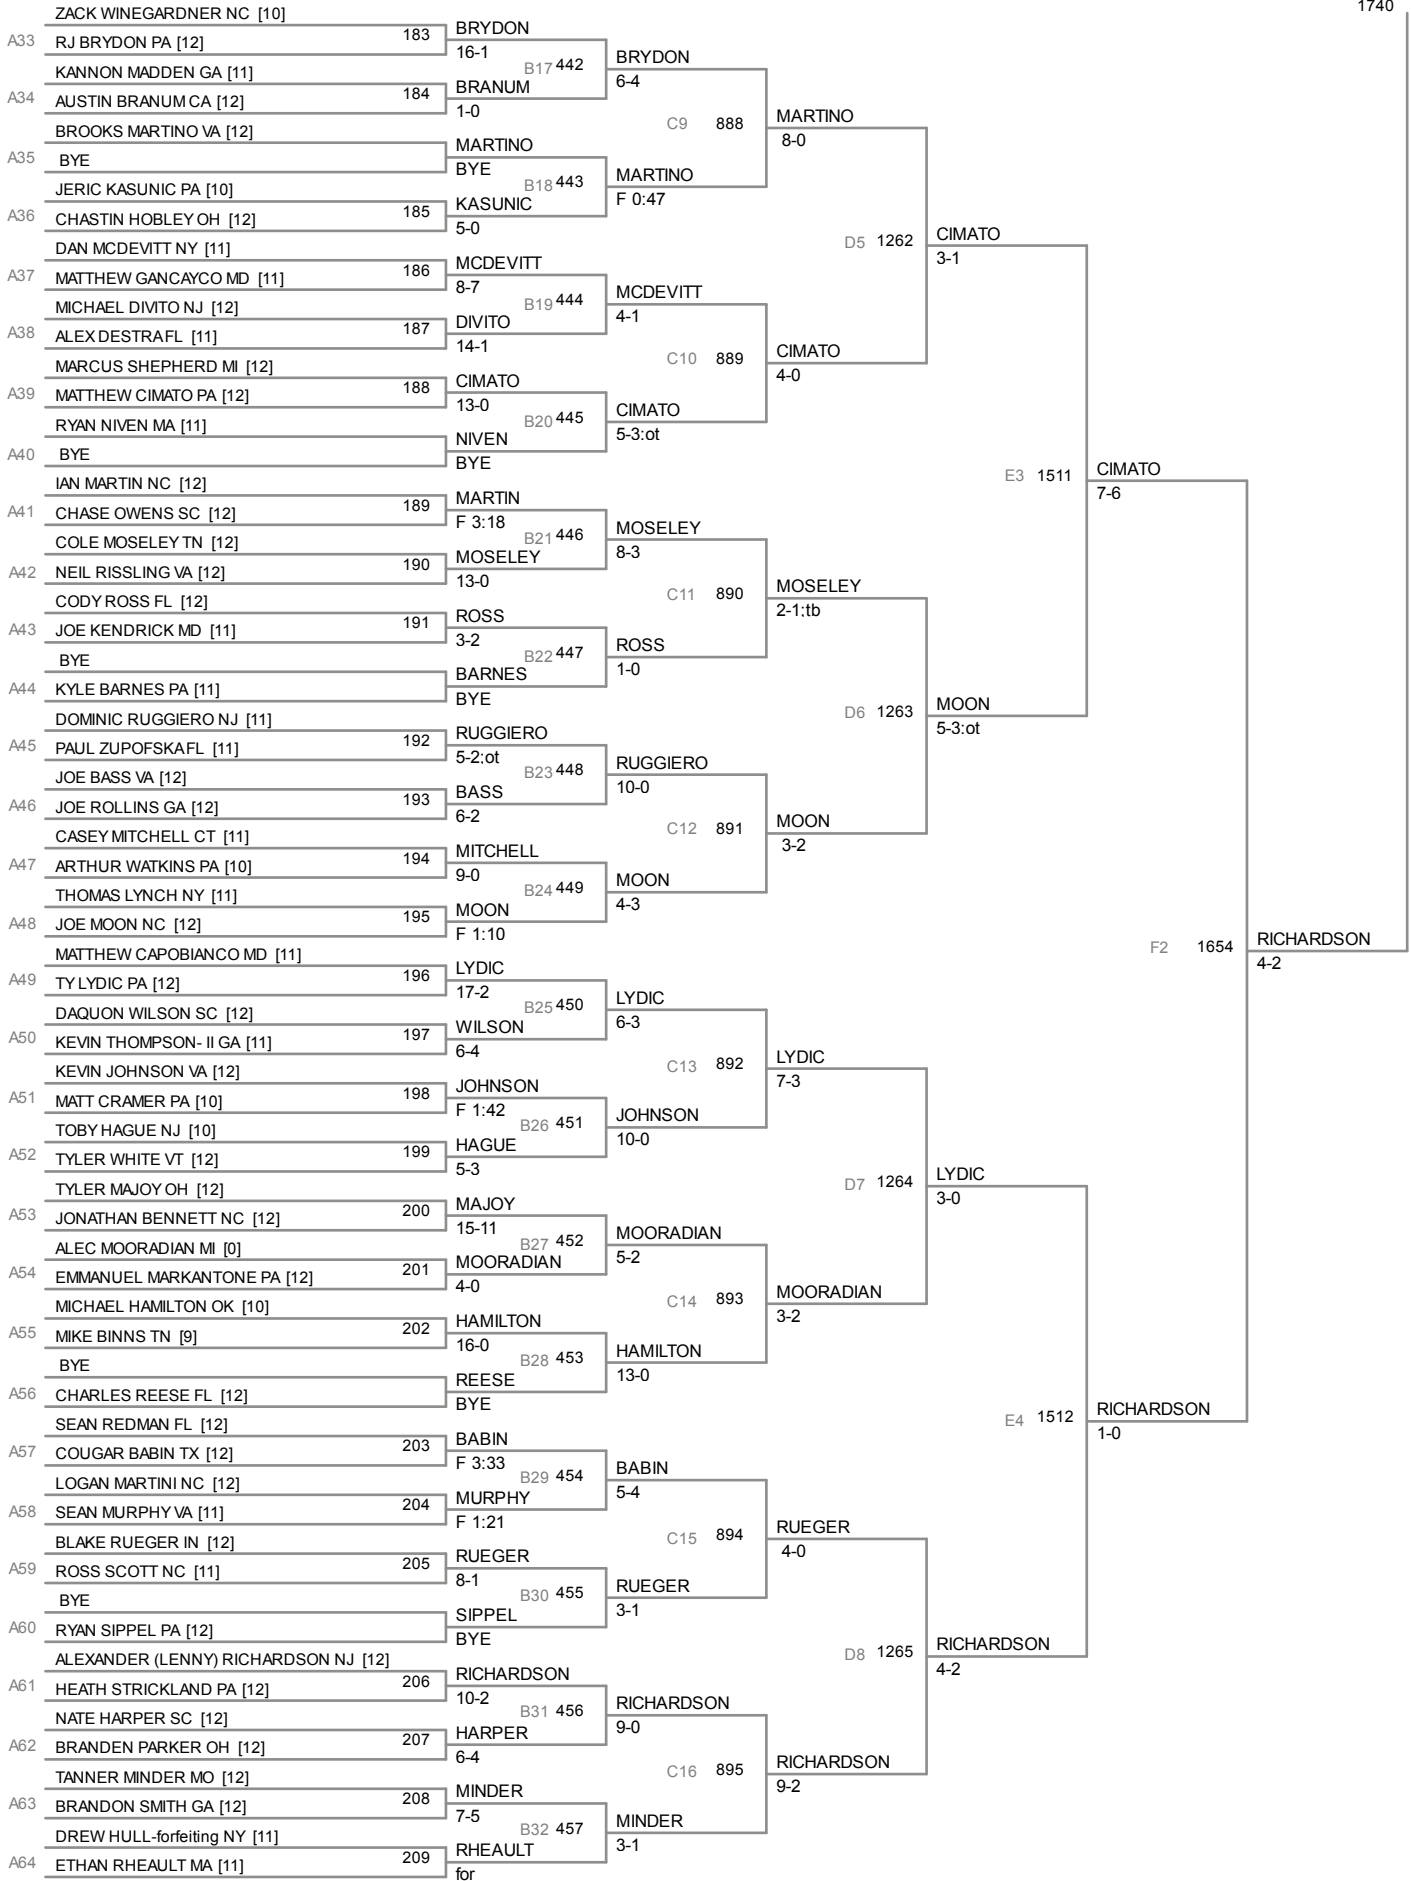 1740
ZACK WINEGARDNER NC [10]
A33 RJ BRYDON PA [12] 183 BRYDON 16-1
KANNON MADDEN GA [11] B17 442 BRYDON 6-4
A34 AUSTIN BRANUM CA [12] 184 BRANUM 1-0
BROOKS MARTINO VA [12] C9 888 MARTINO 8-0
A35 BYE MARTINO BYE
JERIC KASUNIC PA [10] B18 443 MARTINO F 0:47
A36 CHASTIN HOBLEY OH [12] 185 KASUNIC 5-0
DAN MCDEVITT NY [11] D5 1262 CIMATO 3-1
A37 MATTHEW GANCAYCO MD [11] 186 MCDEVITT 8-7
MICHAEL DIVITO NJ [12] B19 444 MCDEVITT 4-1
A38 ALEX DESTRA FL [11] 187 DIVITO 14-1
MARCUS SHEPHERD MI [12] C10 889 CIMATO 4-0
A39 MATTHEW CIMATO PA [12] 188 CIMATO 13-0
RYAN NIVEN MA [11] B20 445 CIMATO 5-3:ot
A40 BYE NIVEN BYE
IAN MARTIN NC [12] E3 1511 CIMATO 7-6
A41 CHASE OWENS SC [12] 189 MARTIN F 3:18
COLE MOSELEY TN [12] B21 446 MOSELEY 8-3
A42 NEIL RISSLING VA [12] 190 MOSELEY 13-0
CODY ROSS FL [12] C11 890 MOSELEY 2-1:tb
A43 JOE KENDRICK MD [11] 191 ROSS 3-2
BYE B22 447 ROSS 1-0
A44 KYLE BARNES PA [11] BARNES BYE
DOMINIC RUGGIERO NJ [11] D6 1263 MOON 5-3:ot
A45 PAUL ZUPOFSKA FL [11] 192 RUGGIERO 5-2:ot
JOE BASS VA [12] B23 448 RUGGIERO 10-0
A46 JOE ROLLINS GA [12] 193 BASS 6-2
CASEY MITCHELL CT [11] C12 891 MOON 3-2
A47 ARTHUR WATKINS PA [10] 194 MITCHELL 9-0
THOMAS LYNCH NY [11] B24 449 MOON 4-3
A48 JOE MOON NC [12] 195 MOON F 1:10
MATTHEW CAPOBIANCO MD [11] F2 1654 RICHARDSON 4-2
A49 TY LYDIC PA [12] 196 LYDIC 17-2
DAQUON WILSON SC [12] B25 450 LYDIC 6-3
A50 KEVIN THOMPSON- II GA [11] 197 WILSON 6-4
KEVIN JOHNSON VA [12] C13 892 LYDIC 7-3
A51 MATT CRAMER PA [10] 198 JOHNSON F 1:42
TOBY HAGUE NJ [10] B26 451 JOHNSON 10-0
A52 TYLER WHITE VT [12] 199 HAGUE 5-3
TYLER MAJOY OH [12] D7 1264 LYDIC 3-0
A53 JONATHAN BENNETT NC [12] 200 MAJOY 15-11
ALEC MOORADIAN MI [0] B27 452 MOORADIAN 5-2
A54 EMMANUEL MARKANTONE PA [12] 201 MOORADIAN 4-0
MICHAEL HAMILTON OK [10] C14 893 MOORADIAN 3-2
A55 MIKE BINNS TN [9] 202 HAMILTON 16-0
BYE B28 453 HAMILTON 13-0
A56 CHARLES REESE FL [12] REESE BYE
SEAN REDMAN FL [12] E4 1512 RICHARDSON 1-0
A57 COUGAR BABIN TX [12] 203 BABIN F 3:33
LOGAN MARTINI NC [12] B29 454 BABIN 5-4
A58 SEAN MURPHY VA [11] 204 MURPHY F 1:21
BLAKE RUEGER IN [12] C15 894 RUEGER 4-0
A59 ROSS SCOTT NC [11] 205 RUEGER 8-1
BYE B30 455 RUEGER 3-1
A60 RYAN SIPPEL PA [12] SIPPEL BYE
ALEXANDER (LENNY) RICHARDSON NJ [12] D8 1265 RICHARDSON 4-2
A61 HEATH STRICKLAND PA [12] 206 RICHARDSON 10-2
NATE HARPER SC [12] B31 456 RICHARDSON 9-0
A62 BRANDEN PARKER OH [12] 207 HARPER 6-4
TANNER MINDER MO [12] C16 895 RICHARDSON 9-2
A63 BRANDON SMITH GA [12] 208 MINDER 7-5
DREW HULL-forfeiting NY [11] B32 457 MINDER 3-1
A64 ETHAN RHEAULT MA [11] 209 RHEAULT for